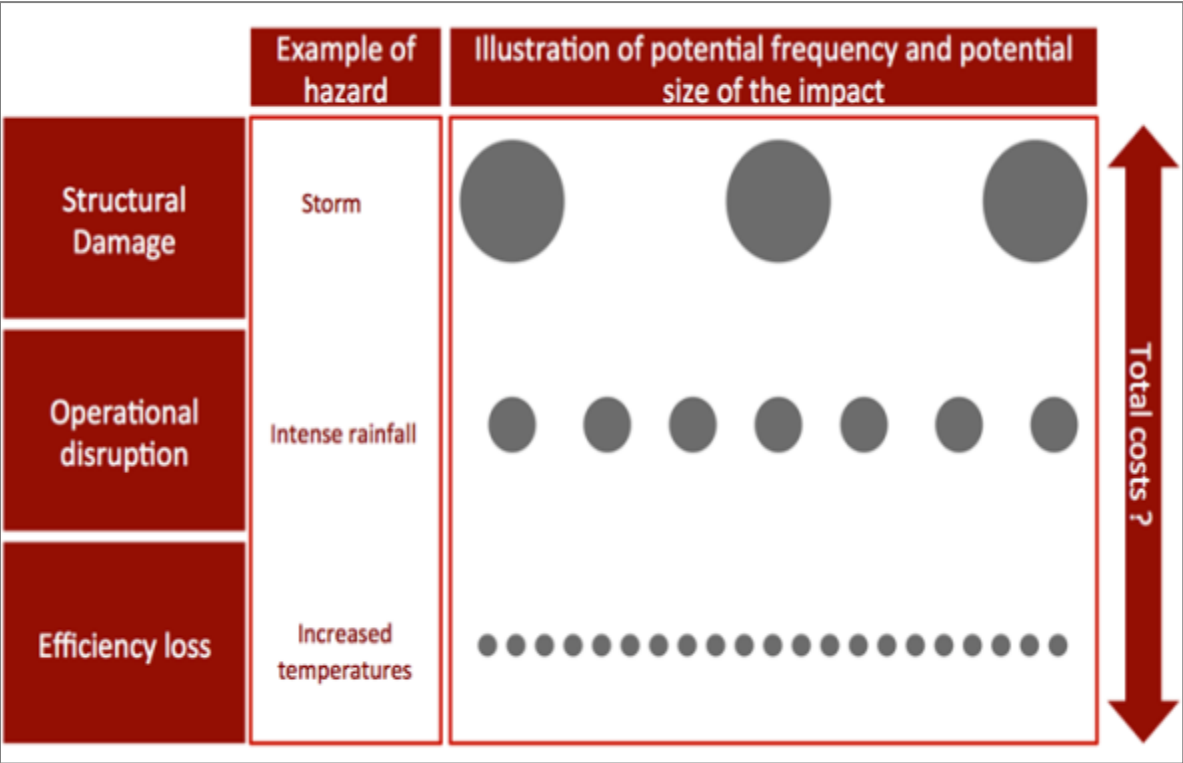 Example of
hazard
Illustration of potential frequency and potential
size of the impact
Structural
Damage
Storm
Operational
disruption
Intense rainfall
Efficiency loss
Increased
temperatures
Total costs ?